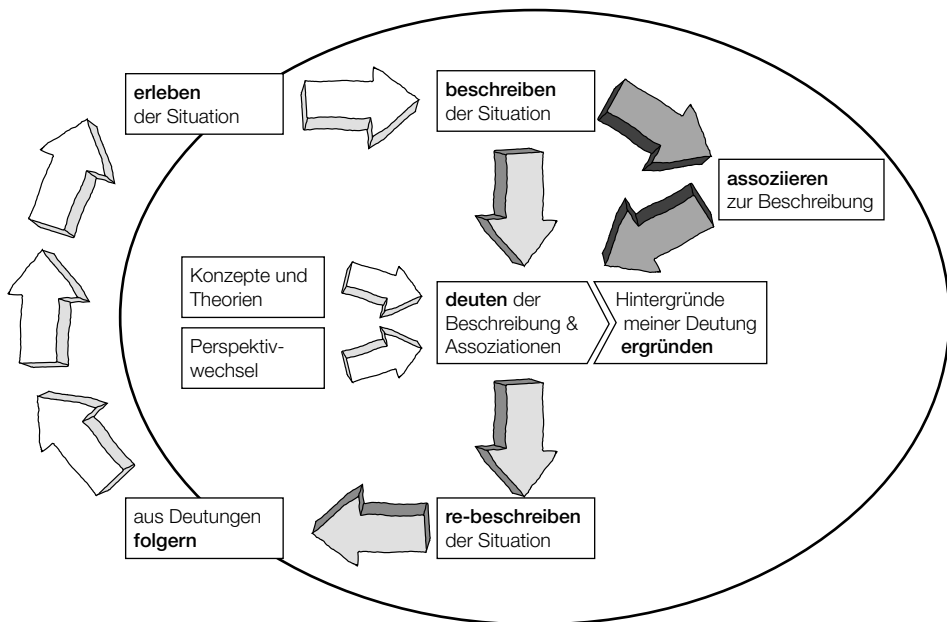 erleben
der Situation
beschreiben
der Situation
assoziieren
zur Beschreibung
Konzepte und
Theorien
Perspektiv-
wechsel
deuten der
Beschreibung &
Assoziationen
Hintergründe
meiner Deutung
ergründen
aus Deutungen
folgern
re-beschreiben
der Situation